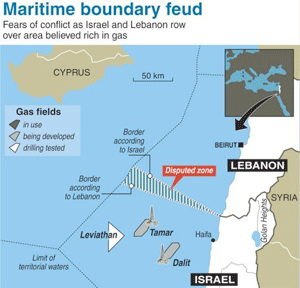 Maritime boundary feud
Fears of conflict as Israel and Lebanon row
over area believed rich in gas
CYPRUS
50 km
Gas fields
in use
being developed
drilling tested
Border
according
to Israel
BEIRUT
LEBANON
Disputed zone
Border
according
to Lebanon
SYRIA
Leviathan
Tamar
Haifa
Golan Heights
Dalit
Limit of
territorial waters
ISRAEL